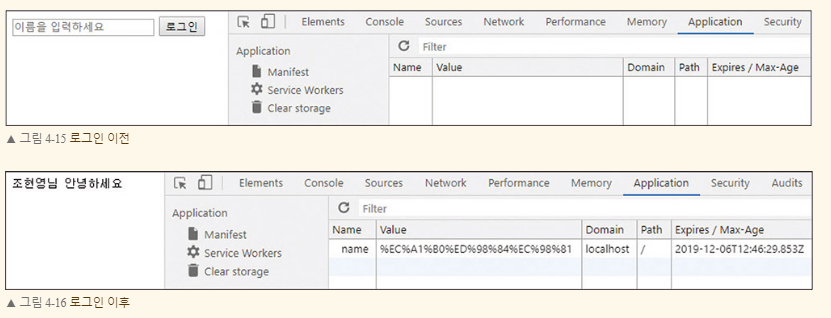 이름을 입력하세요 로그인
Elements Console Sources Network Performance Memory Application Security
Application
Filter
Manifest
Service Workers
Clear storage
Name Value Domain Path Expires / Max-Age
▲ 그림 4-15 로그인 이전
조현영님 안녕하세요
Elements Console Sources Network Performance Memory Application Security Audits
Application
Filter
Manifest
Service Workers
Clear storage
Name Value Domain Path Expires / Max-Age
name %EC%A1%B0%ED%98%84%EC%98%81 localhost / 2019-12-06T12:46:29.853Z
▲ 그림 4-16 로그인 이후